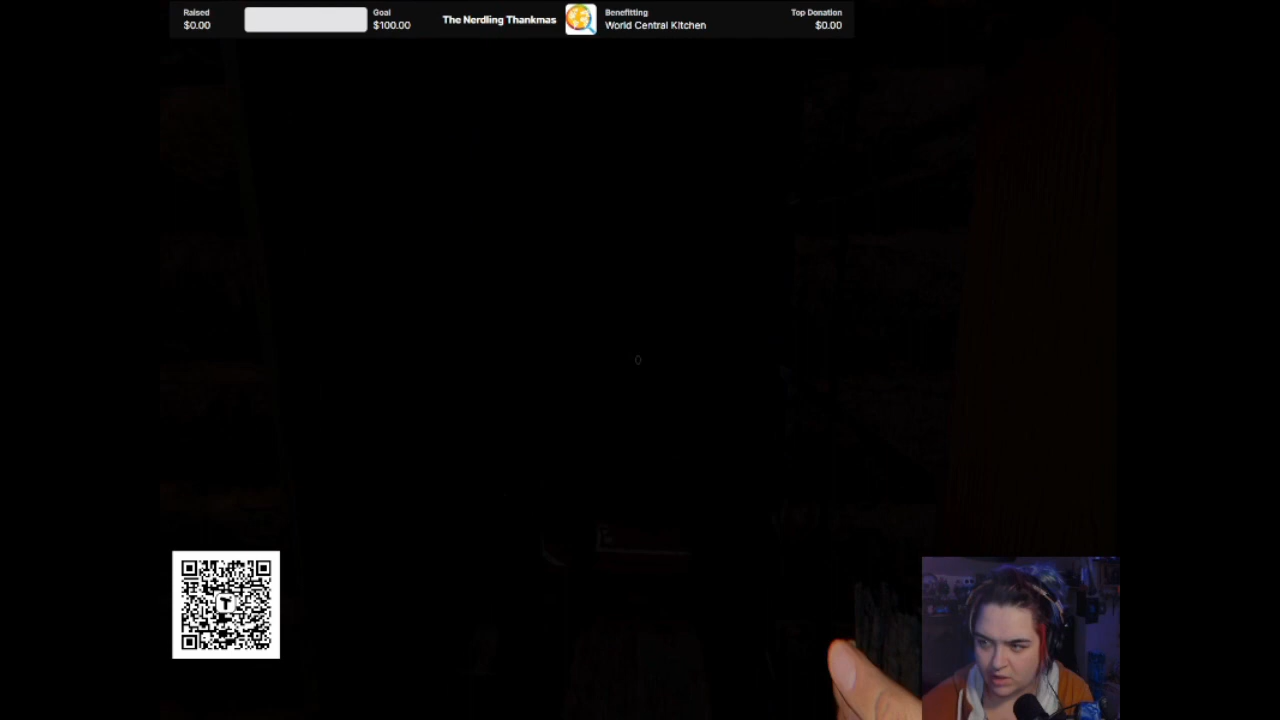 Raised
$0.00
Goal
$100.00
The Nerdling Thankmas
Benefitting
World Central Kitchen
Top Donation
$0.00
T